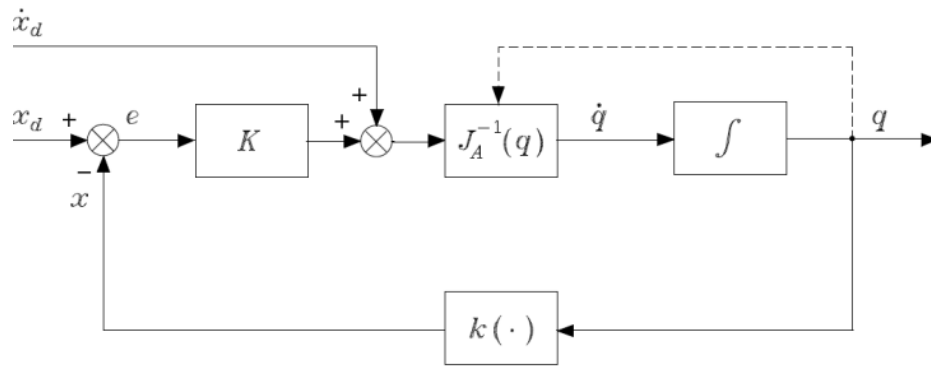 ẋ_d
x_d + e K + + J_A^{-1}(q) q̇ ∫ q
− x
k(·)